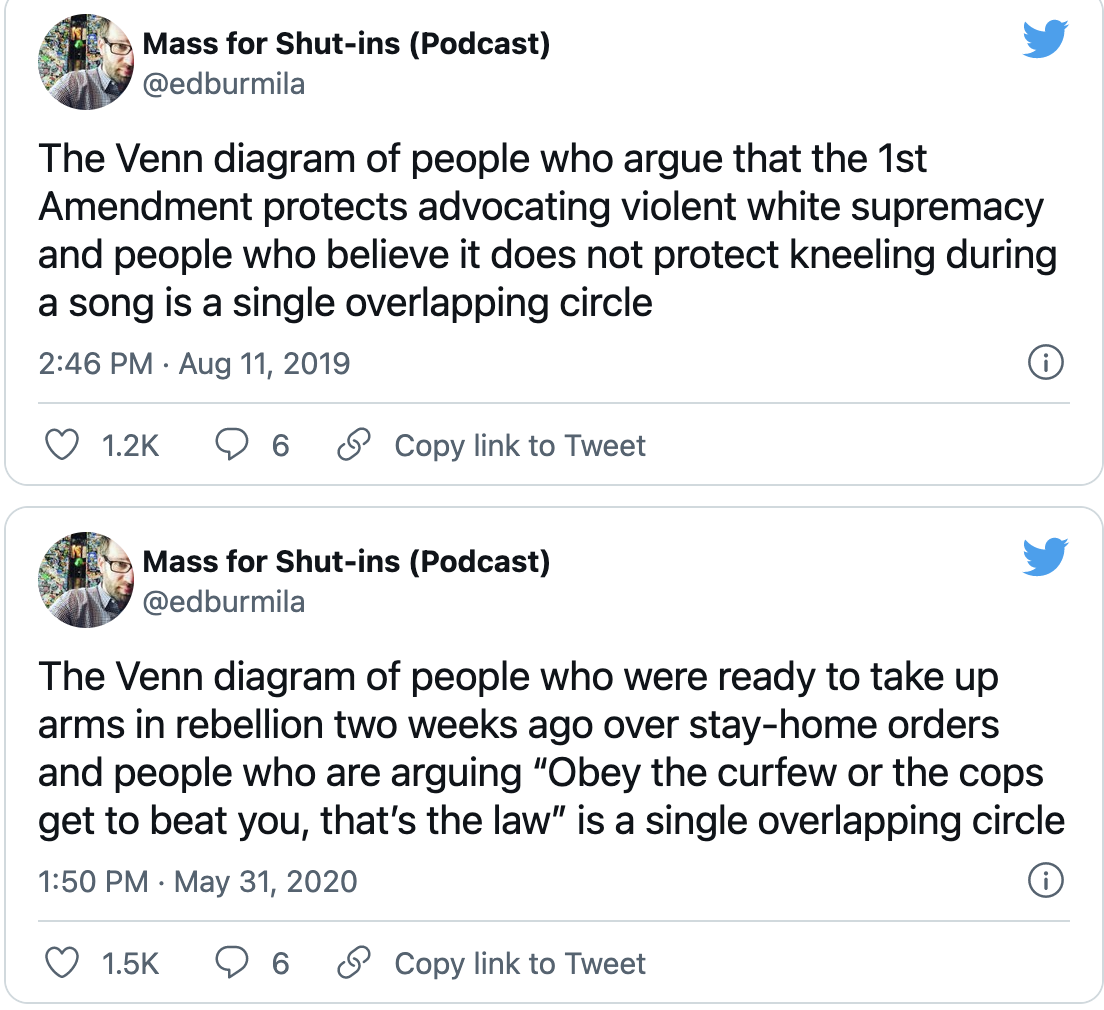 Mass for Shut-ins (Podcast)
@edburmila
The Venn diagram of people who argue that the 1st
Amendment protects advocating violent white supremacy
and people who believe it does not protect kneeling during
a song is a single overlapping circle
2:46 PM · Aug 11, 2019
1.2K 6 Copy link to Tweet
Mass for Shut-ins (Podcast)
@edburmila
The Venn diagram of people who were ready to take up
arms in rebellion two weeks ago over stay-home orders
and people who are arguing “Obey the curfew or the cops
get to beat you, that’s the law” is a single overlapping circle
1:50 PM · May 31, 2020
1.5K 6 Copy link to Tweet